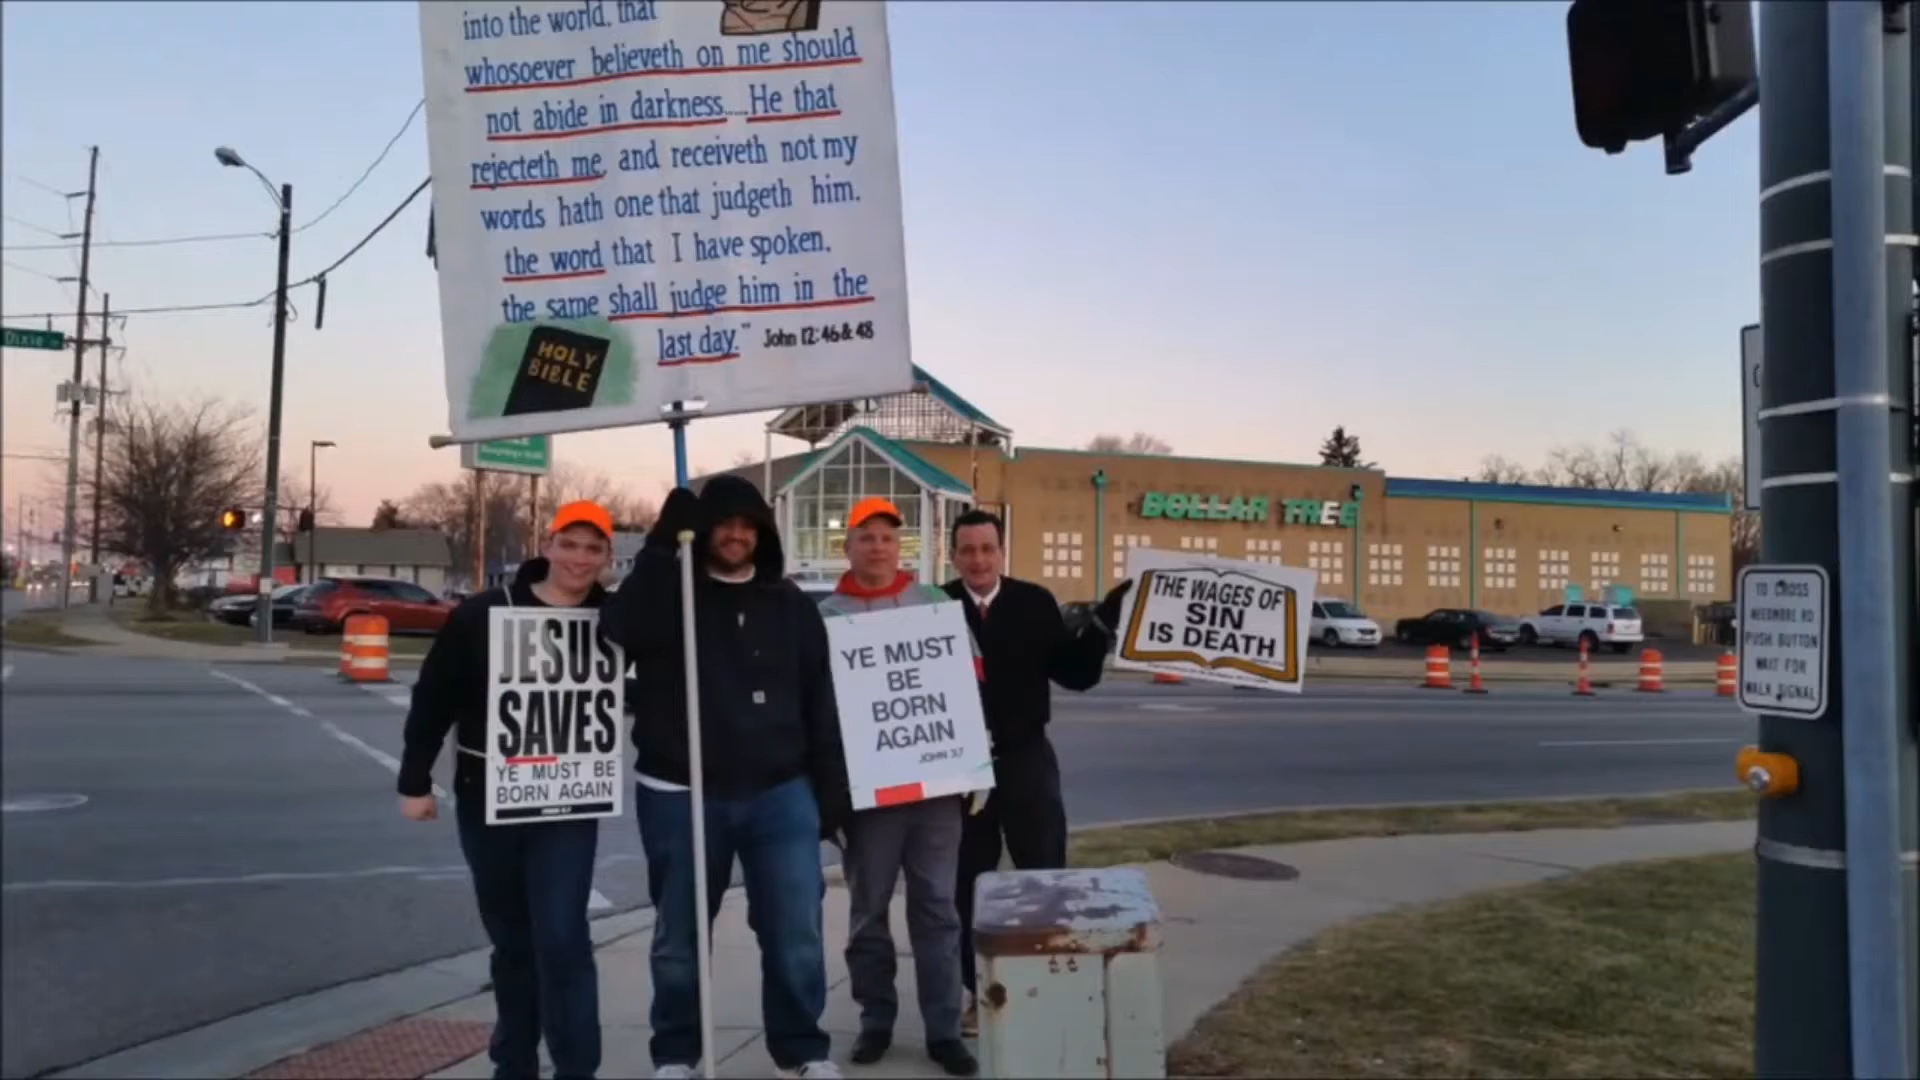 into the world, that
whosoever believeth on me should
not abide in darkness.....He that
rejecteth me, and receiveth not my
words hath one that judgeth him.
the word that I have spoken.
the same shall judge him in the
last day." John 12:46&48
HOLY
BIBLE
Dixie
DOLLAR TREE
JESUS
SAVES
YE MUST BE
BORN AGAIN
YE MUST
BE
BORN
AGAIN
JOHN 3:7
THE WAGES OF
SIN
IS DEATH
TO CROSS
NEEDMORE RD
PUSH BUTTON
WAIT FOR
WALK SIGNAL